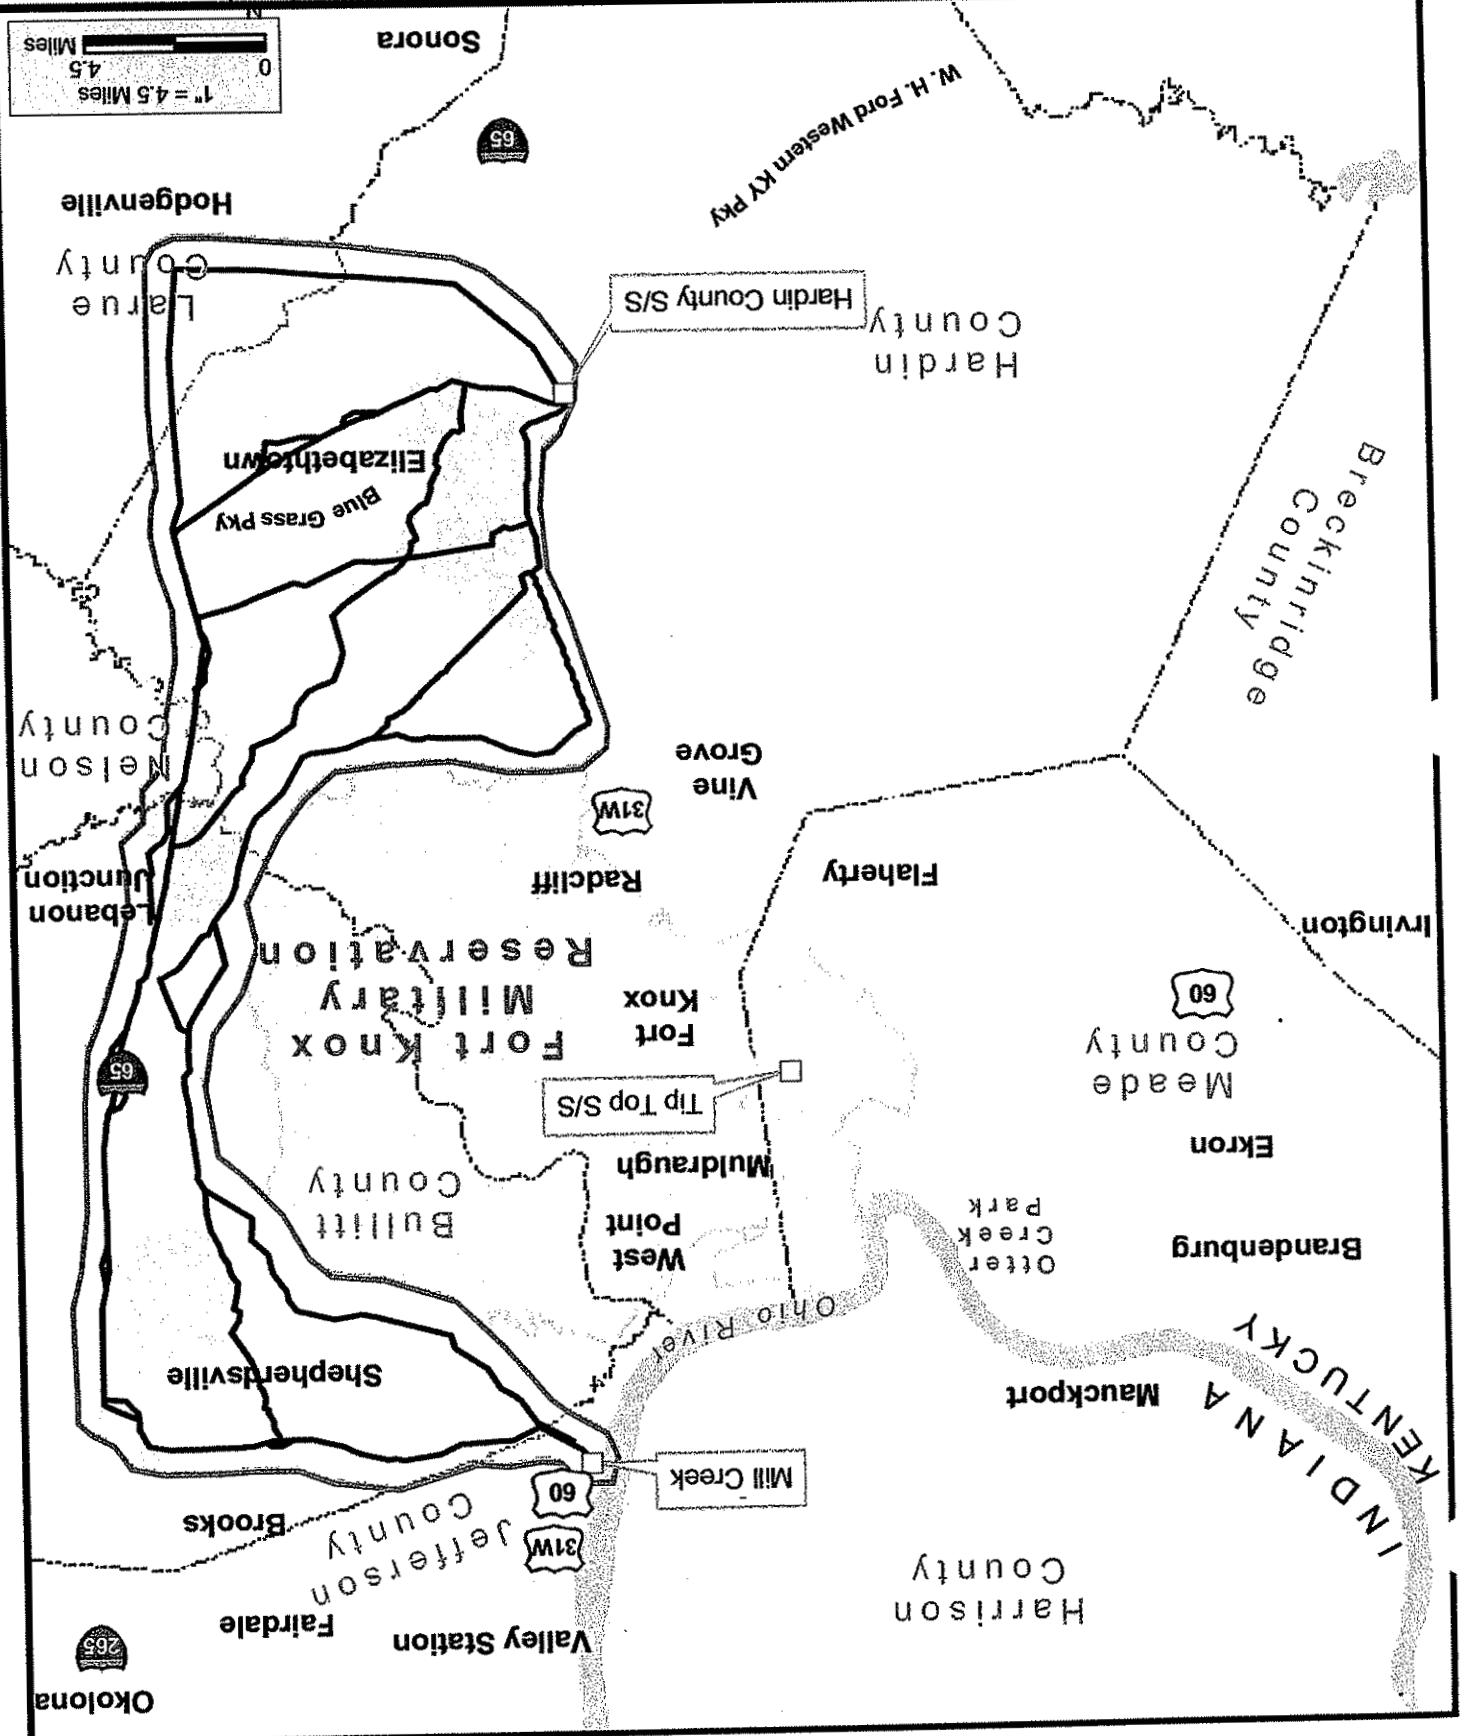 Okolona
265
Valley Station
Fairdale
Harrison
County
Jefferson
County
31W
60
Brooks
Mill Creek
INDIANA
KENTUCKY
Mauckport
Shepherdsville
Ohio River
Brandenburg
Otter
Creek
Park
West
Point
Bullitt
County
Ekron
Muldraugh
Tip Top S/S
Meade
County
60
65
Fort
Knox
Fort Knox
Military
Reservation
Irvington
Lebanon
Junction
Flaherty
Radcliff
31W
Vine
Grove
Nelson
County
Breckinridge
County
Blue Grass Pky
Elizabethtown
Hardin
County
Hardin County S/S
Larue
County
Hodgenville
W. H. Ford Western KY Pky
65
Sonora
1" = 4.5 Miles
0
4.5
Miles
N